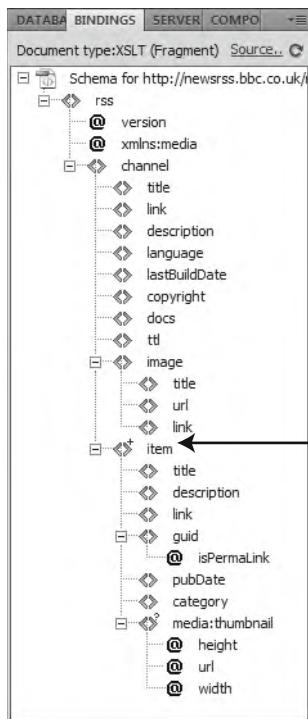 DATABA BINDINGS SERVER COMPO
Document type:XSLT (Fragment) Source..
Schema for http://newsrss.bbc.co.uk/r
rss
@ version
@ xmlns:media
channel
title
link
description
language
lastBuildDate
copyright
docs
ttl
image
title
url
link
item
title
description
link
guid
@ isPermaLink
pubDate
category
media:thumbnail
@ height
@ url
@ width